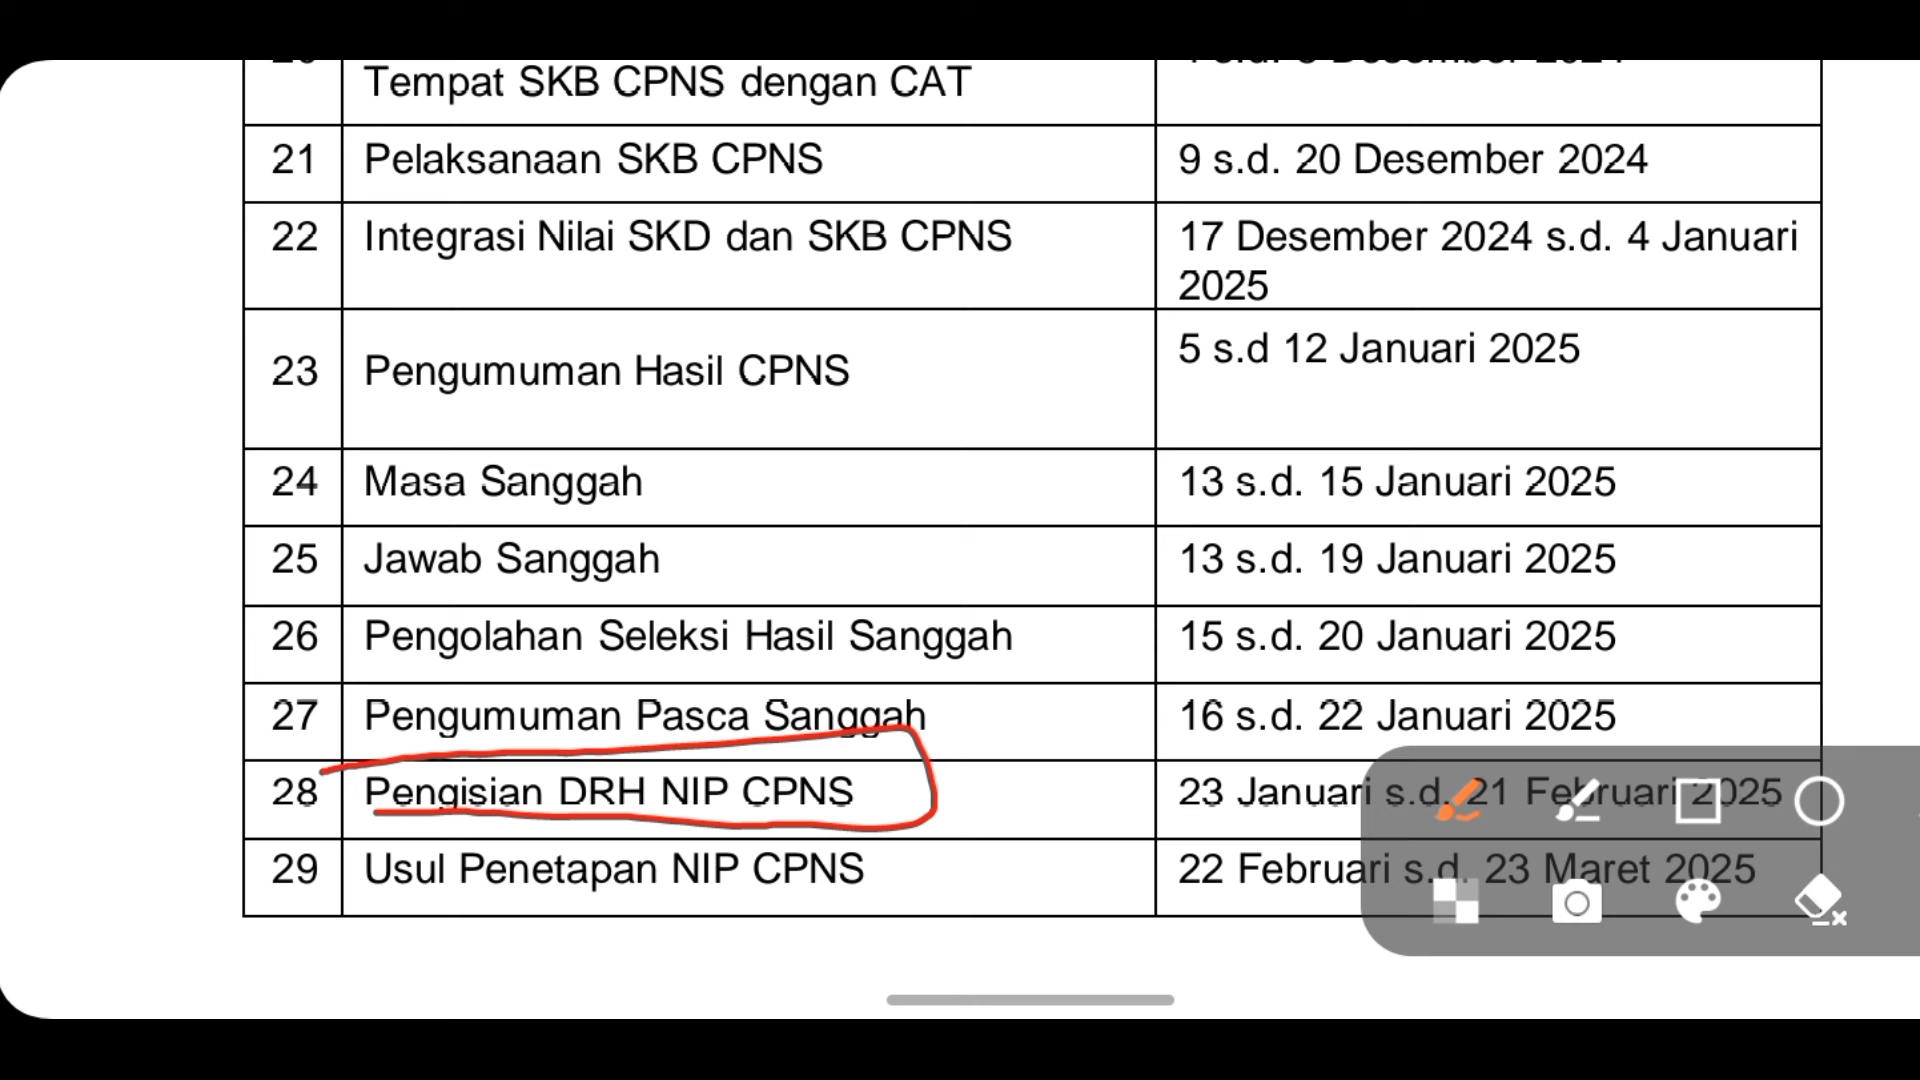 Tempat SKB CPNS dengan CAT
21 Pelaksanaan SKB CPNS 9 s.d. 20 Desember 2024
22 Integrasi Nilai SKD dan SKB CPNS 17 Desember 2024 s.d. 4 Januari
2025
23 Pengumuman Hasil CPNS 5 s.d 12 Januari 2025
24 Masa Sanggah 13 s.d. 15 Januari 2025
25 Jawab Sanggah 13 s.d. 19 Januari 2025
26 Pengolahan Seleksi Hasil Sanggah 15 s.d. 20 Januari 2025
27 Pengumuman Pasca Sanggah 16 s.d. 22 Januari 2025
28 Pengisian DRH NIP CPNS 23 Januari s.d. 21 Februari 2025
29 Usul Penetapan NIP CPNS 22 Februari s.d. 23 Maret 2025